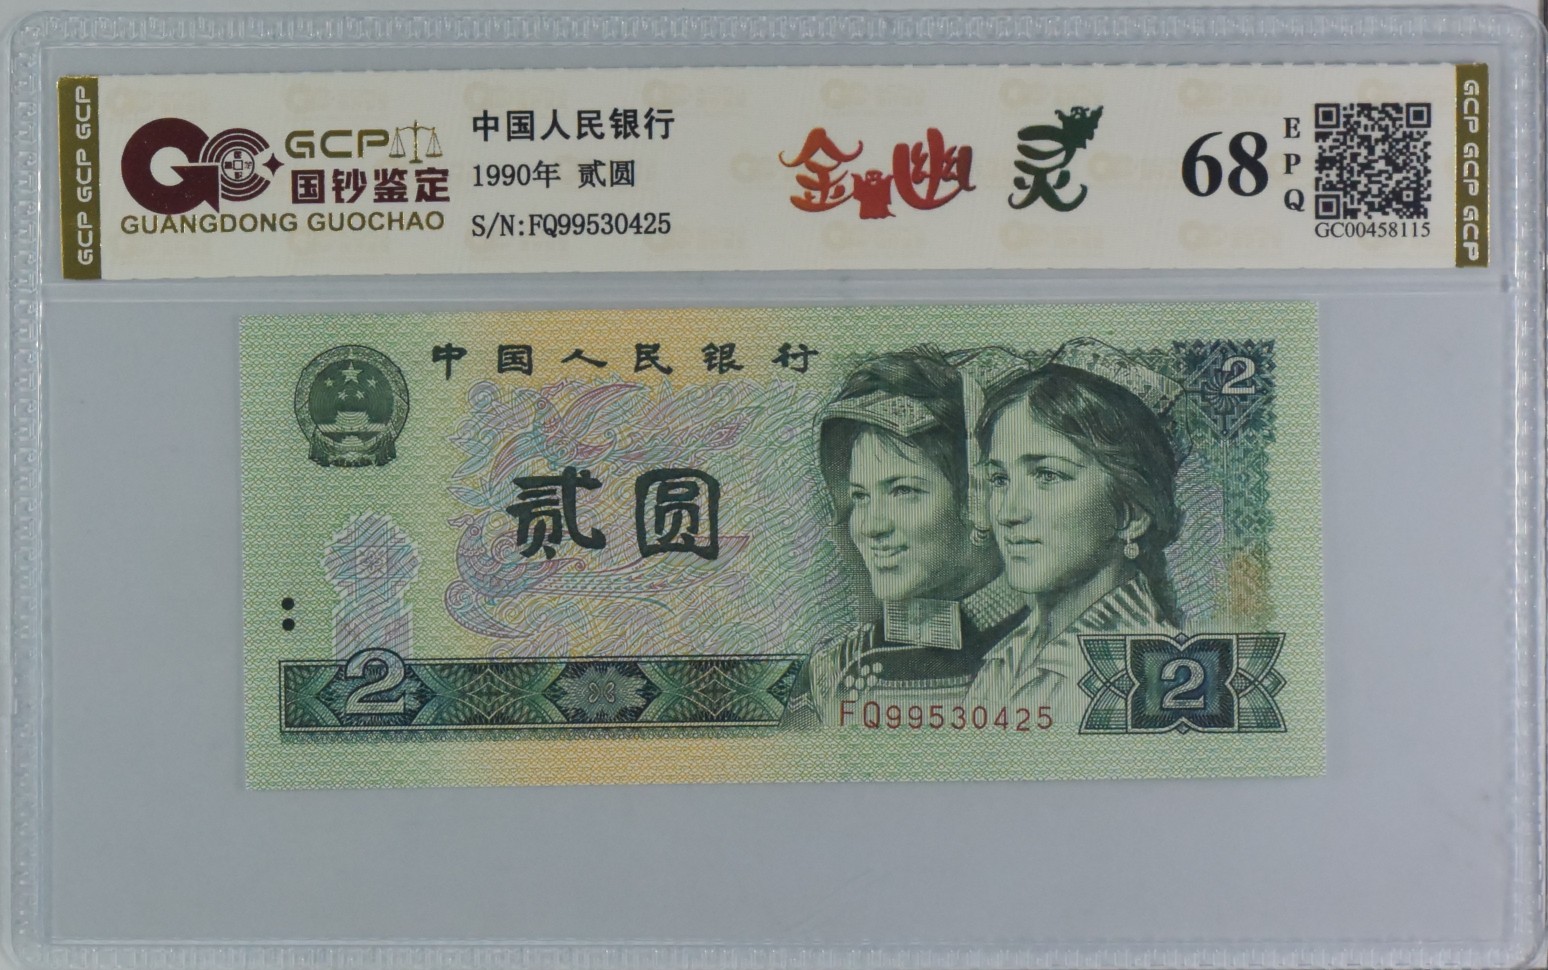 GCP GCP GCP
GCP
国钞鉴定
GUANGDONG GUOCHAO
中国人民银行
1990年 贰圆
S/N:FQ99530425
金幽灵
68
EPQ
GC00458115
GCP GCP GCP
中国人民银行
2
贰圆
2
FQ99530425
2